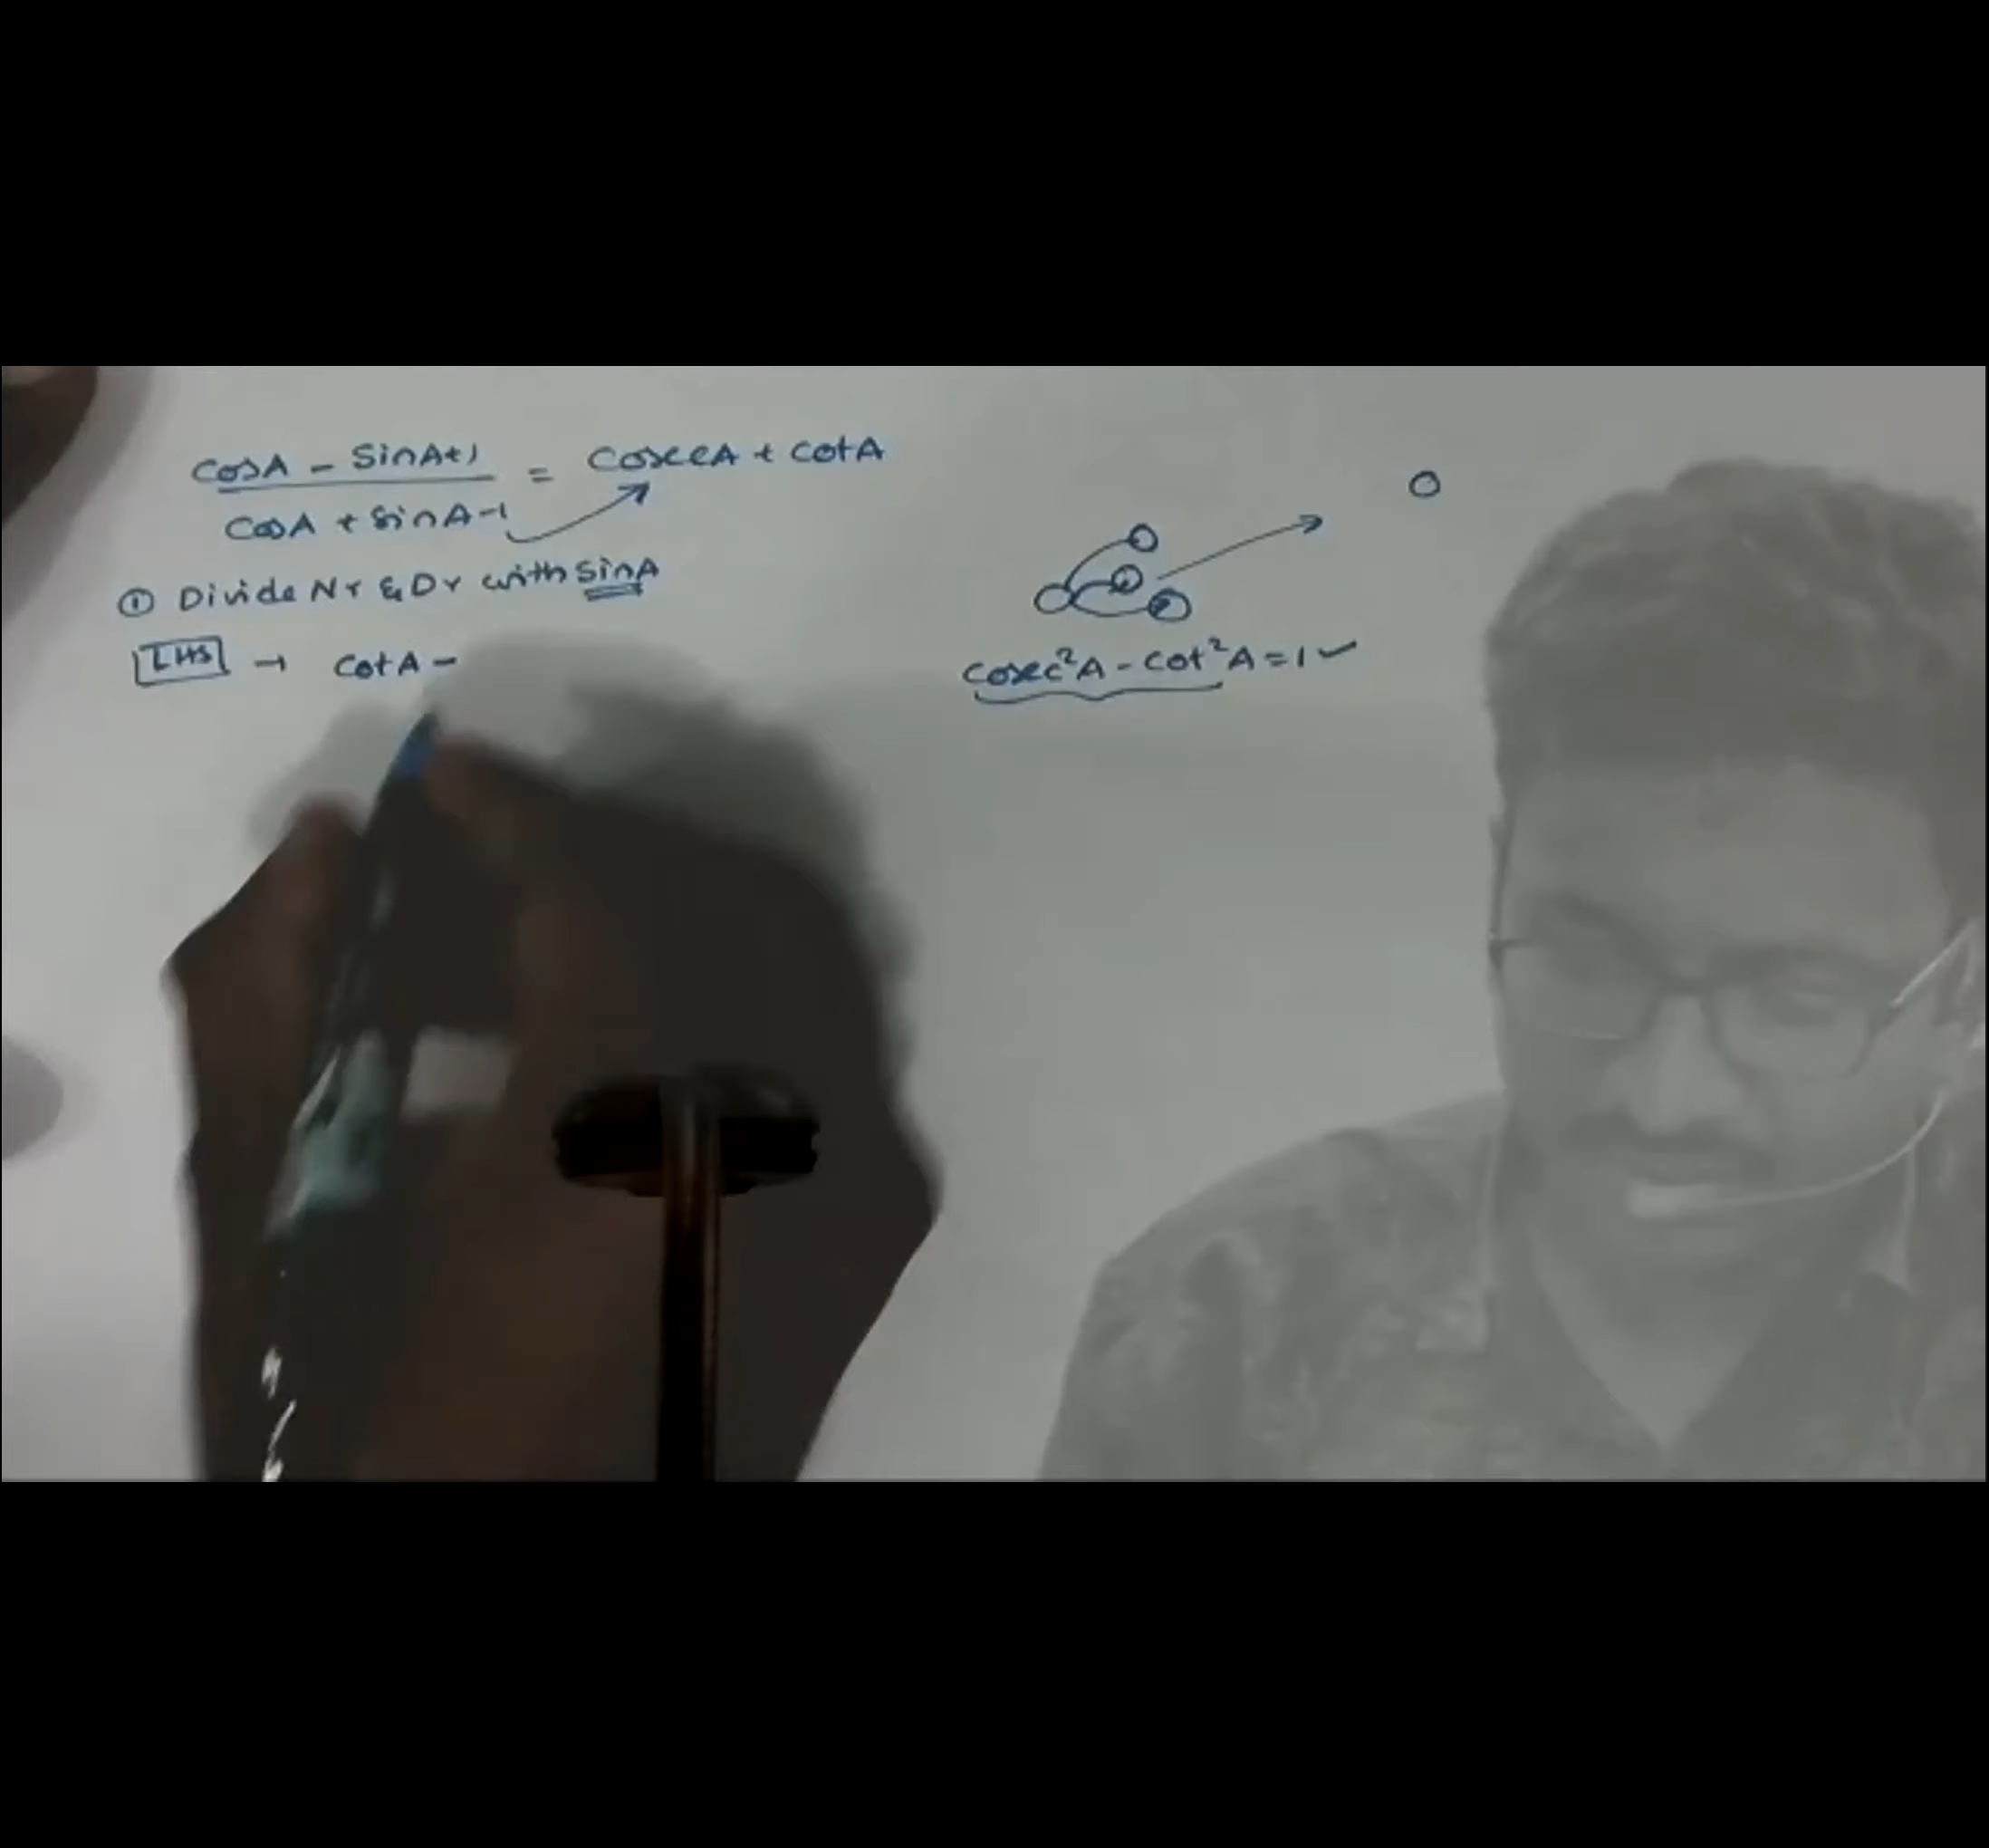 CosA - SinA+1 = CosecA + cotA
CosA + SinA-1
① Divide Nr & Dr with SinA
LHS → CotA -
Cosec²A - Cot²A = 1 ✓